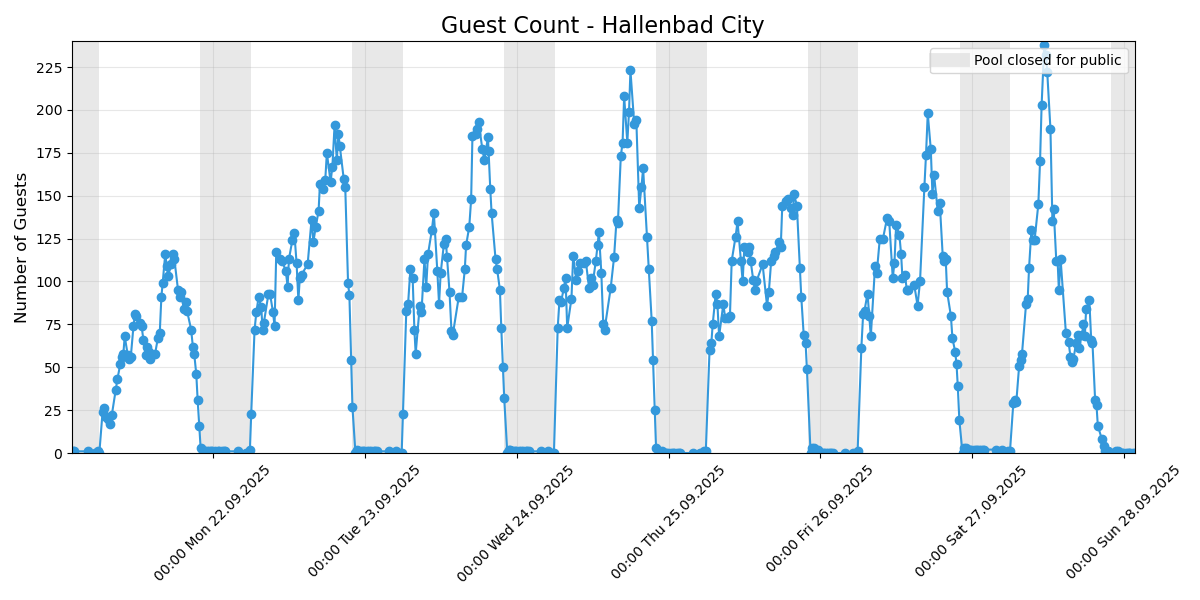 Guest Count - Hallenbad City
Pool closed for public
Number of Guests
225
200
175
150
125
100
75
50
25
0
00:00 Mon 22.09.2025
00:00 Tue 23.09.2025
00:00 Wed 24.09.2025
00:00 Thu 25.09.2025
00:00 Fri 26.09.2025
00:00 Sat 27.09.2025
00:00 Sun 28.09.2025